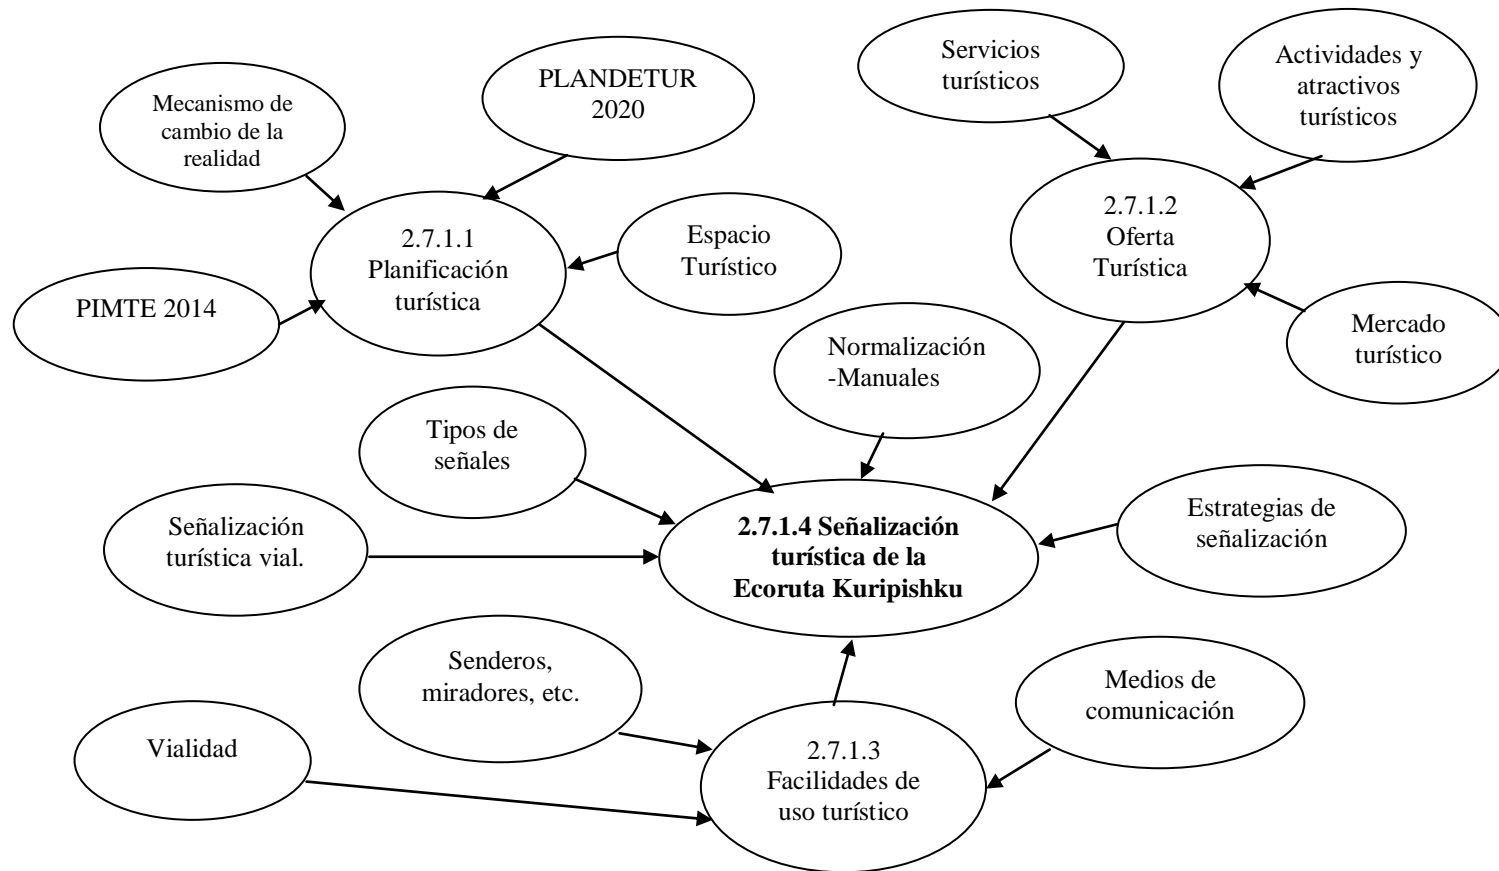 PLANDETUR
2020
Servicios
turísticos
Actividades y
atractivos
turísticos
Mecanismo de
cambio de la
realidad
2.7.1.1
Planificación
turística
Espacio
Turístico
2.7.1.2
Oferta
Turística
PIMTE 2014
Normalización
-Manuales
Mercado
turístico
Tipos de
señales
Señalización
turística vial.
2.7.1.4 Señalización
turística de la
Ecoruta Kuripishku
Estrategias de
señalización
Senderos,
miradores, etc.
Medios de
comunicación
Vialidad
2.7.1.3
Facilidades de
uso turístico